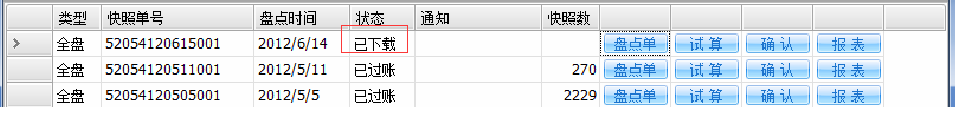 类型 快照单号 盘点时间 状态 通知 快照数
全盘 52054120615001 2012/6/14 已下载 盘点单 试算 确认 报表
全盘 52054120511001 2012/5/11 已过账 270 盘点单 试算 确认 报表
全盘 52054120505001 2012/5/5 已过账 2229 盘点单 试算 确认 报表